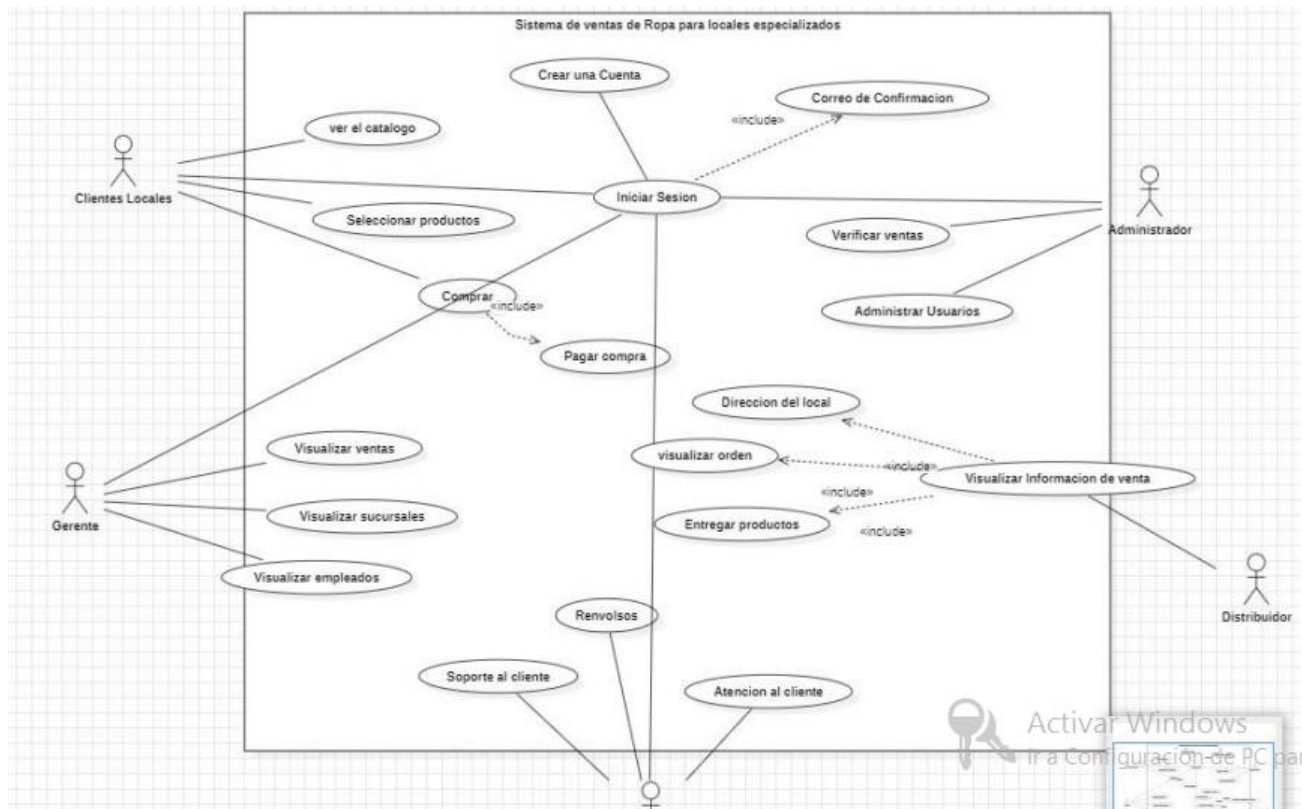 Sistema de ventas de Ropa para locales especializados
Crear una Cuenta
Correo de Confirmacion
«include»
ver el catalogo
Clientes Locales
Iniciar Sesion
Seleccionar productos
Verificar ventas
Administrador
Comprar
«include»
Administrar Usuarios
Pagar compra
Direccion del local
Visualizar ventas
visualizar orden
«include»
Visualizar Informacion de venta
«include»
Gerente
Visualizar sucursales
Entregar productos
«include»
Visualizar empleados
Distribuidor
Renvolsos
Soporte al cliente
Atencion al cliente
Activar Windows
Ir a Configuración de PC par